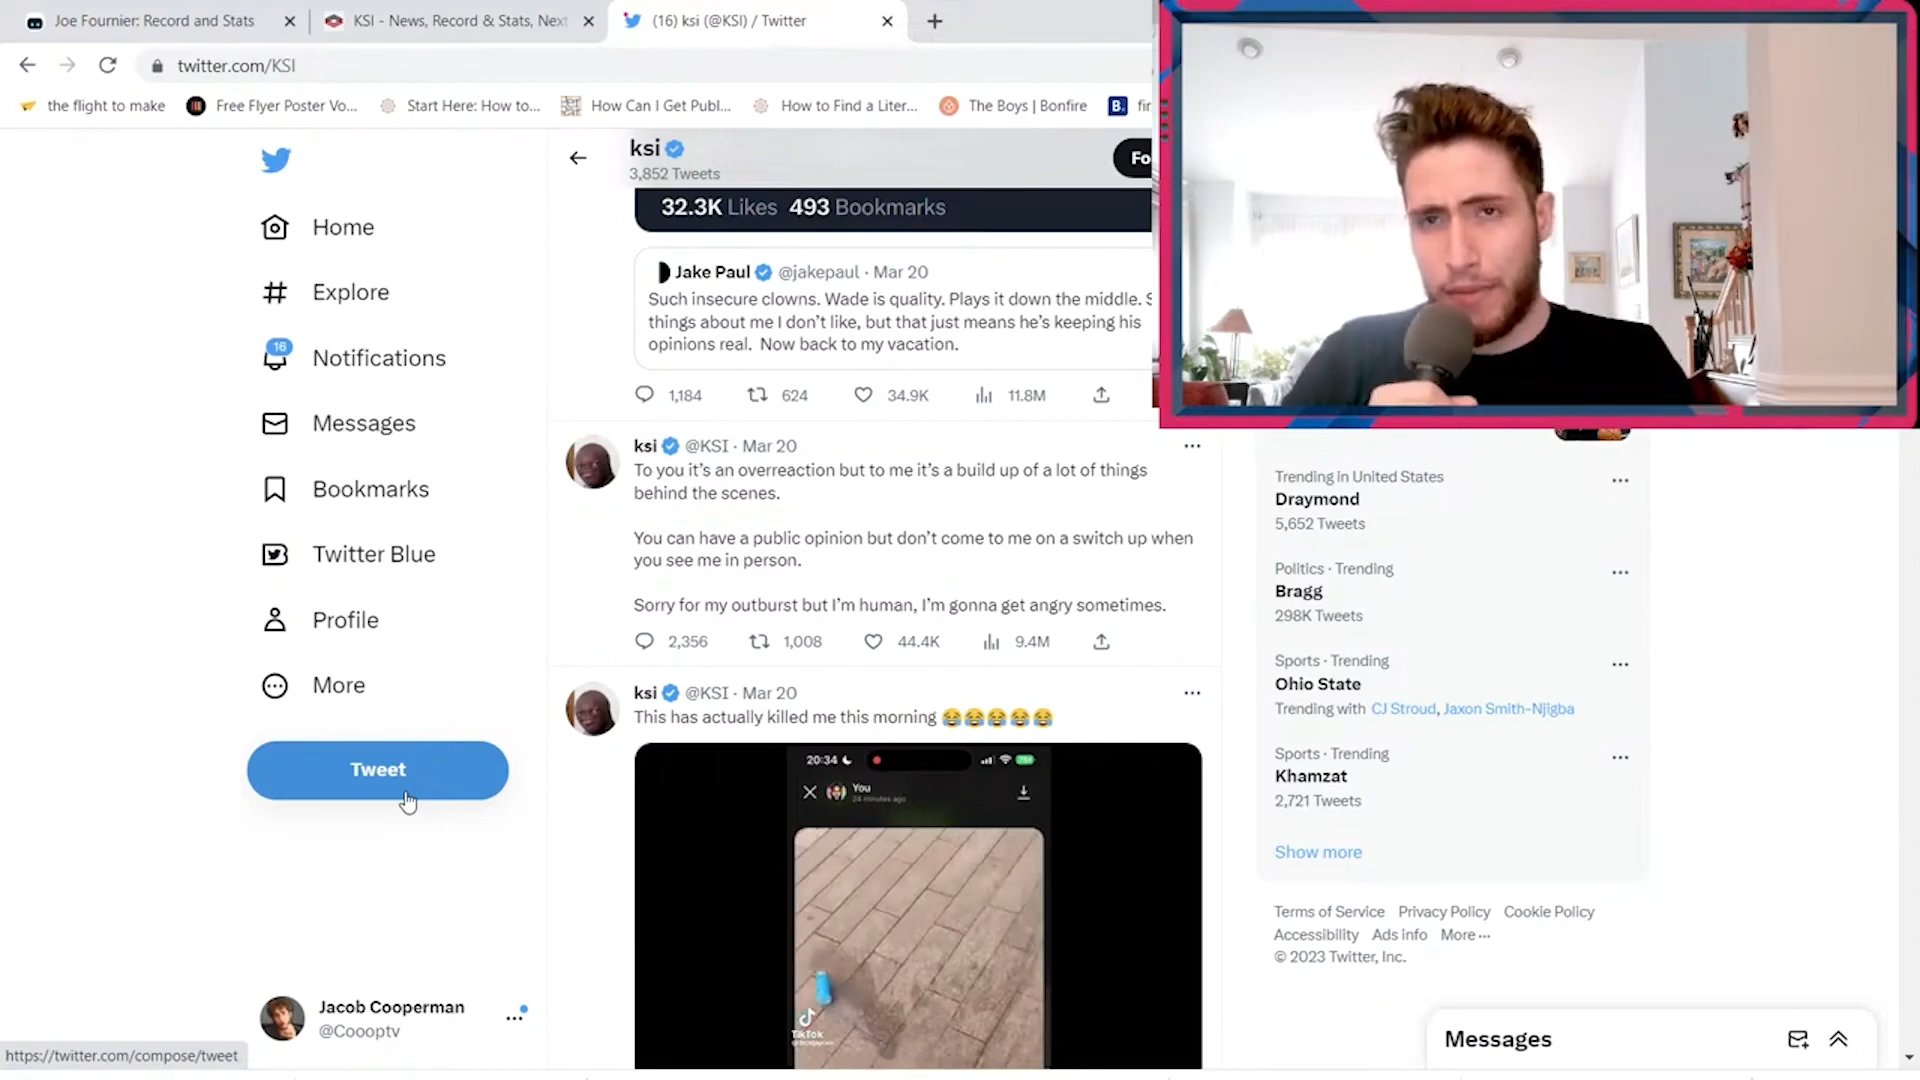 Joe Fournier: Record and Stats
KSI - News, Record & Stats, Next
(16) ksi (@KSI) / Twitter
twitter.com/KSI
the flight to make
Free Flyer Poster Vo...
Start Here: How to...
How Can I Get Publ...
How to Find a Liter...
The Boys | Bonfire
B.
fir
ksi
3,852 Tweets
Fo
Home
Explore
16
Notifications
Messages
Bookmarks
Twitter Blue
Profile
More
Tweet
Jacob Cooperman
@Coooptv
https://twitter.com/compose/tweet
32.3K Likes 493 Bookmarks
Jake Paul @jakepaul · Mar 20
Such insecure clowns. Wade is quality. Plays it down the middle. S
things about me I don't like, but that just means he's keeping his
opinions real. Now back to my vacation.
1,184 624 34.9K 11.8M
ksi @KSI · Mar 20
To you it's an overreaction but to me it's a build up of a lot of things
behind the scenes.
You can have a public opinion but don't come to me on a switch up when
you see me in person.
Sorry for my outburst but I'm human, I'm gonna get angry sometimes.
2,356 1,008 44.4K 9.4M
ksi @KSI · Mar 20
This has actually killed me this morning 😂😂😂😂😂
20:34
You
24 minutes ago
TikTok
Trending in United States
Draymond
5,652 Tweets
Politics · Trending
Bragg
298K Tweets
Sports · Trending
Ohio State
Trending with CJ Stroud, Jaxon Smith-Njigba
Sports · Trending
Khamzat
2,721 Tweets
Show more
Terms of Service Privacy Policy Cookie Policy
Accessibility Ads info More ...
© 2023 Twitter, Inc.
Messages